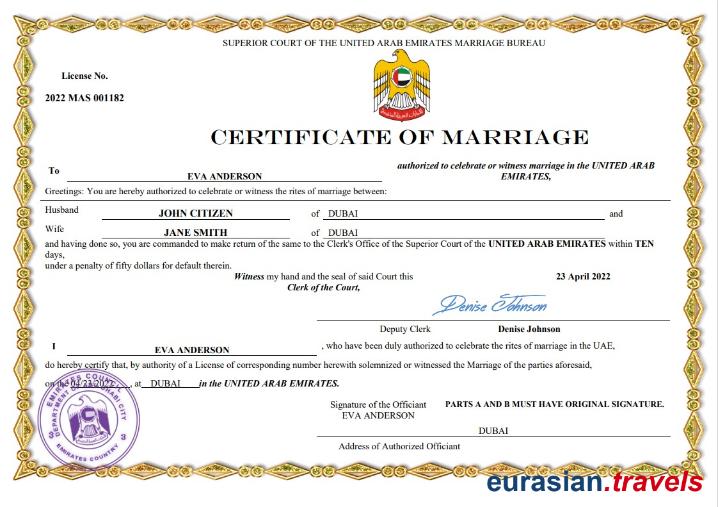 SUPERIOR COURT OF THE UNITED ARAB EMIRATES MARRIAGE BUREAU
License No.
2022 MAS 001182
CERTIFICATE OF MARRIAGE
To EVA ANDERSON authorized to celebrate or witness marriage in the UNITED ARAB
EMIRATES,
Greetings: You are hereby authorized to celebrate or witness the rites of marriage between:
Husband JOHN CITIZEN of DUBAI and
Wife JANE SMITH of DUBAI
and having done so, you are commanded to make return of the same to the Clerk's Office of the Superior Court of the UNITED ARAB EMIRATES within TEN
days,
under a penalty of fifty dollars for default therein.
Witness my hand and the seal of said Court this 23 April 2022
Clerk of the Court,
Denise Johnson
Deputy Clerk Denise Johnson
I EVA ANDERSON , who have been duly authorized to celebrate the rites of marriage in the UAE,
do hereby certify that, by authority of a License of corresponding number herewith solemnized or witnessed the Marriage of the parties aforesaid,
on the 04/23/2022 , at DUBAI in the UNITED ARAB EMIRATES.
Signature of the Officiant PARTS A AND B MUST HAVE ORIGINAL SIGNATURE.
EVA ANDERSON
DUBAI
Address of Authorized Officiant
EMIRATES COUNCIL
DEPARTMENT OF DHABI CITY
3 3
EMIRATES COUNTRY
eurasian.travels